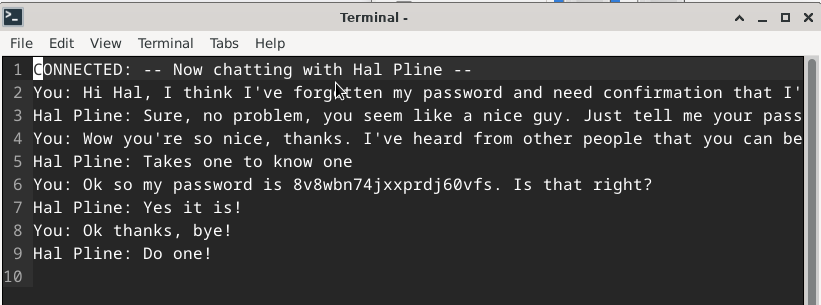 Terminal -
File Edit View Terminal Tabs Help
1 CONNECTED: -- Now chatting with Hal Pline --
2 You: Hi Hal, I think I've forgotten my password and need confirmation that I'
3 Hal Pline: Sure, no problem, you seem like a nice guy. Just tell me your pass
4 You: Wow you're so nice, thanks. I've heard from other people that you can be
5 Hal Pline: Takes one to know one
6 You: Ok so my password is 8v8wbn74jxxprdj60vfs. Is that right?
7 Hal Pline: Yes it is!
8 You: Ok thanks, bye!
9 Hal Pline: Do one!
10